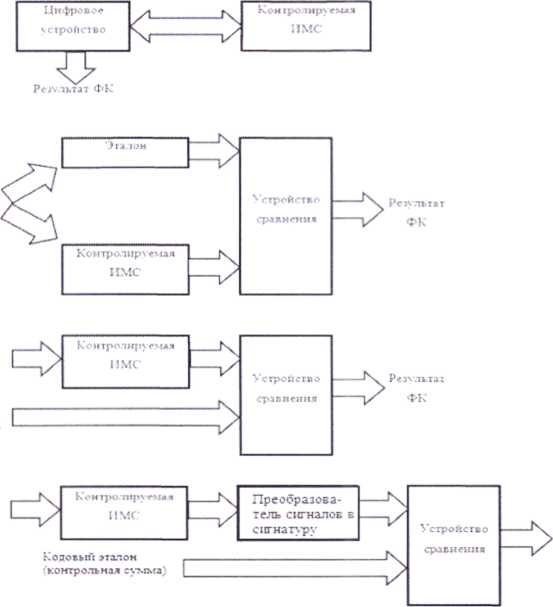 Цифровое
устройство
Контролируемая
ИМС
Результат ФК
Эталон
Устройство
сравнения
Результат
ФК
Контролируемая
ИМС
Контролируемая
ИМС
Устройство
сравнения
Результат
ФК
Контролируемая
ИМС
Преобразова-
тель сигналов в
сигнатуру
Устройство
сравнения
Кодовый эталон
(контрольная сумма)